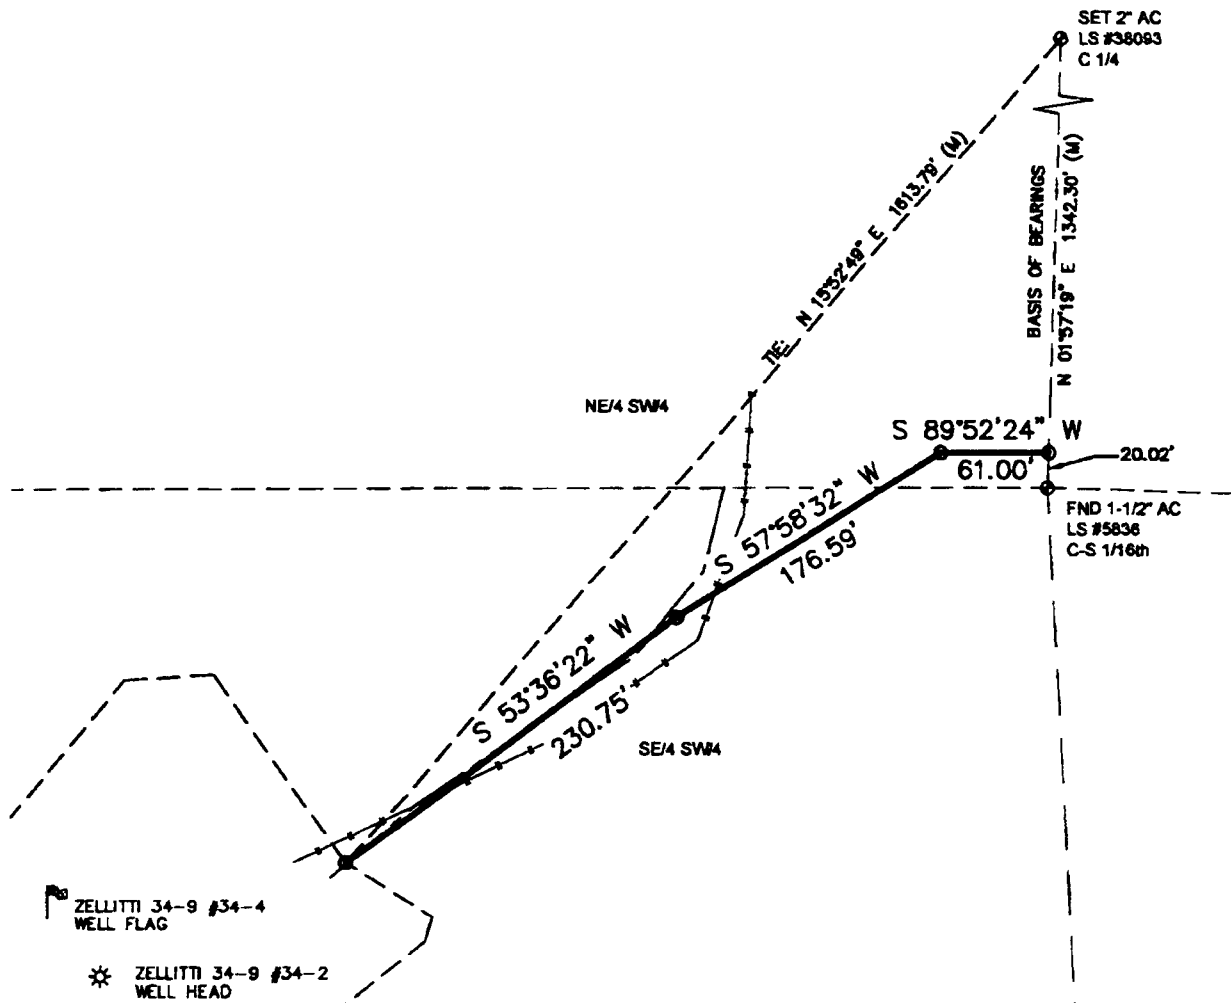 SET 2" AC
LS #38093
C 1/4
TIE: N 15°52'49" E 1613.79' (M)
BASIS OF BEARINGS
N 01°57'19" E 1342.30' (M)
NE/4 SW/4
S 89°52'24" W
61.00'
20.02'
FND 1-1/2" AC
LS #5836
C-S 1/16th
S 57°58'32" W
176.59'
S 53°36'22" W
230.75'
SE/4 SW/4
ZELLITTI 34-9 #34-4
WELL FLAG
ZELLITTI 34-9 #34-2
WELL HEAD